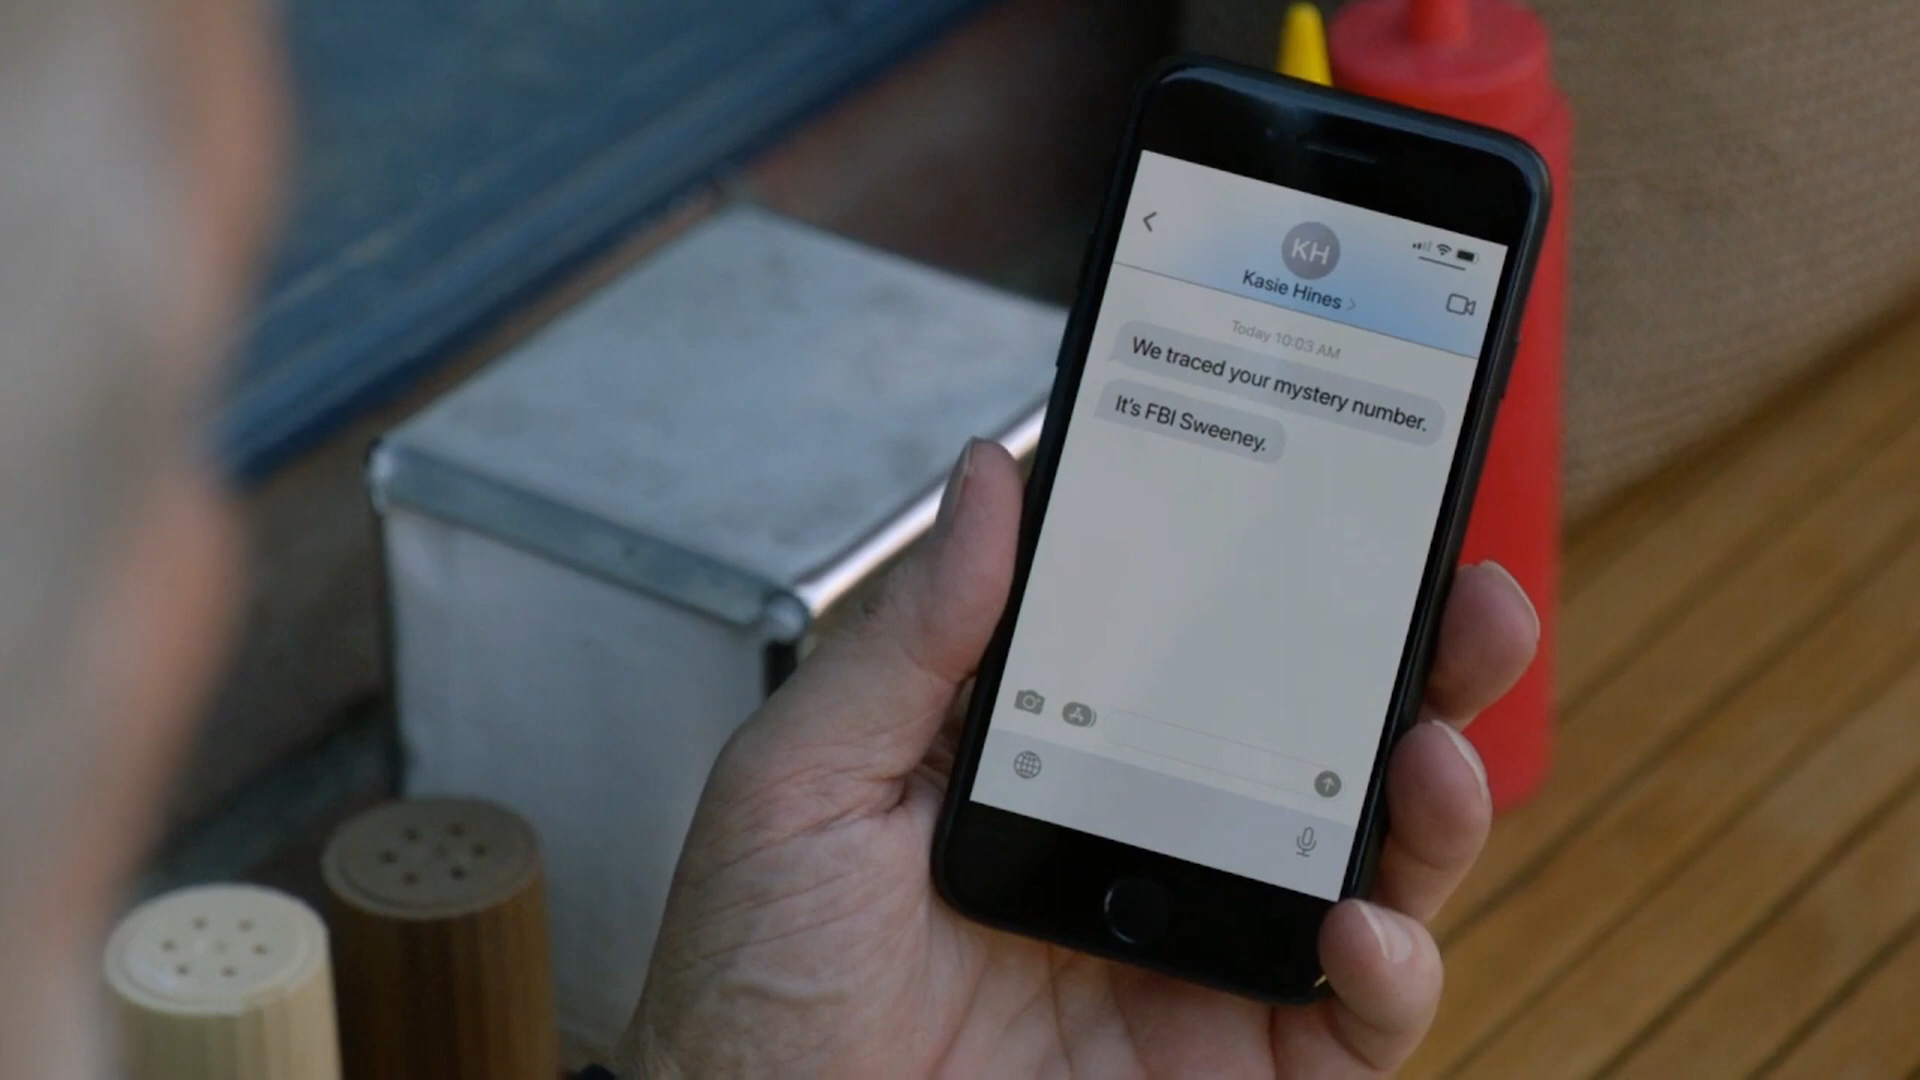 KH
Kasie Hines
Today 10:03 AM
We traced your mystery number.
It's FBI Sweeney.